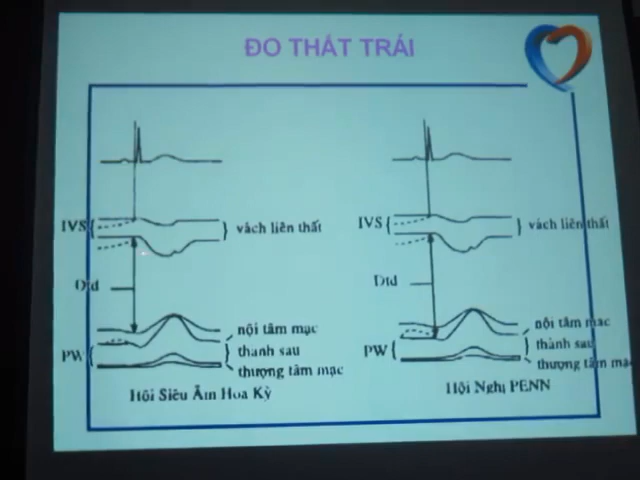 ĐO THẤT TRÁI
IVS
vách liên thất
Dtd
nội tâm mạc
PW
thành sau
thượng tâm mạc
Hội Siêu Âm Hoa Kỳ
IVS
vách liên thất
Dtd
nội tâm mạc
PW
thành sau
thượng tâm mạc
Hội Nghị PENN